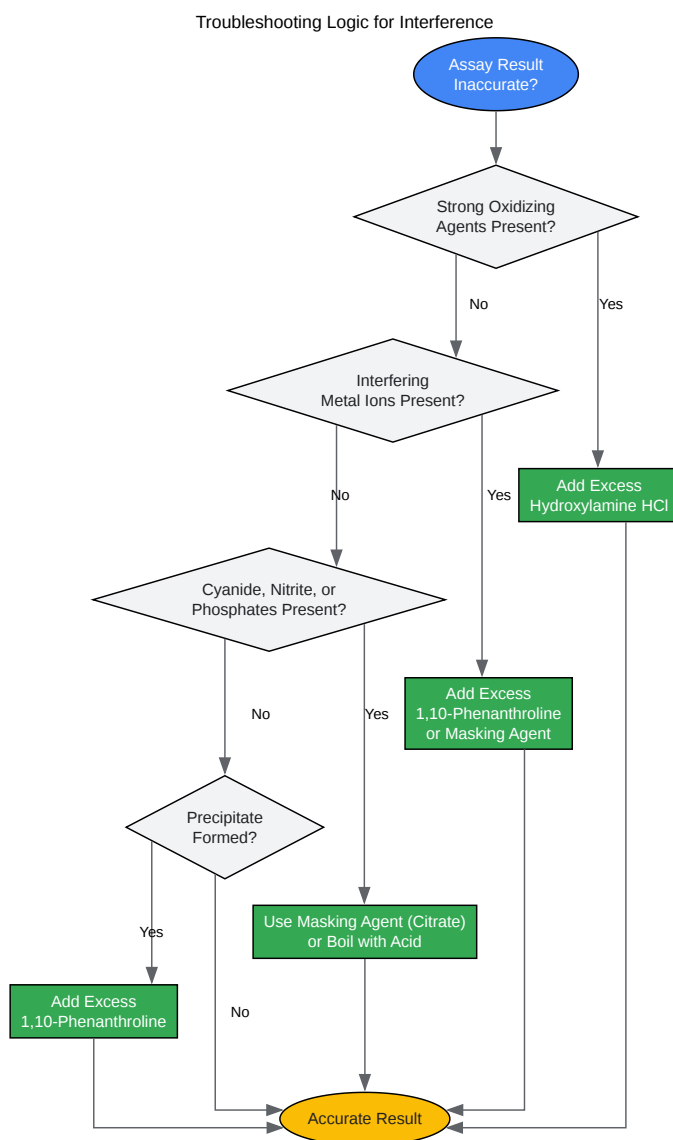 Troubleshooting Logic for Interference
Assay Result
Inaccurate?
Strong Oxidizing
Agents Present?
No
Yes
Interfering
Metal Ions Present?
No
Yes
Add Excess
Hydroxylamine HCl
Cyanide, Nitrite, or
Phosphates Present?
No
Yes
Add Excess
1,10-Phenanthroline
or Masking Agent
Precipitate
Formed?
Yes
Use Masking Agent (Citrate)
or Boil with Acid
Add Excess
1,10-Phenanthroline
No
Accurate Result